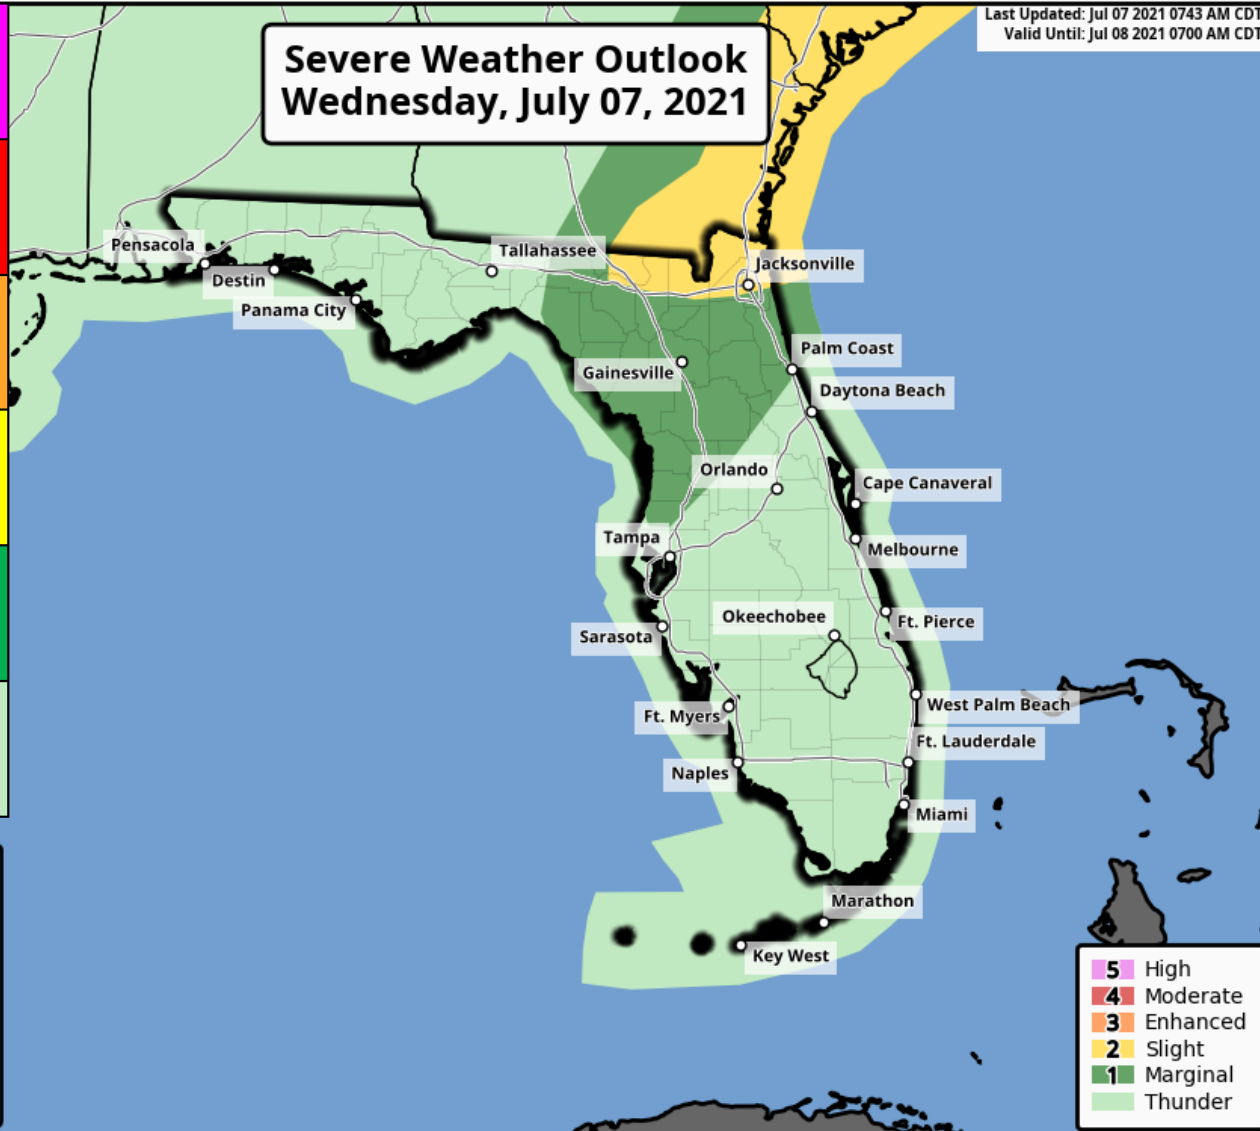 Last Updated: Jul 07 2021 0743 AM CDT
Valid Until: Jul 08 2021 0700 AM CDT
Severe Weather Outlook
Wednesday, July 07, 2021
Pensacola
Tallahassee
Destin
Jacksonville
Panama City
Palm Coast
Gainesville
Daytona Beach
Orlando
Cape Canaveral
Tampa
Melbourne
Okeechobee
Ft. Pierce
Sarasota
West Palm Beach
Ft. Myers
Ft. Lauderdale
Naples
Miami
Marathon
Key West
5 High
4 Moderate
3 Enhanced
2 Slight
1 Marginal
Thunder